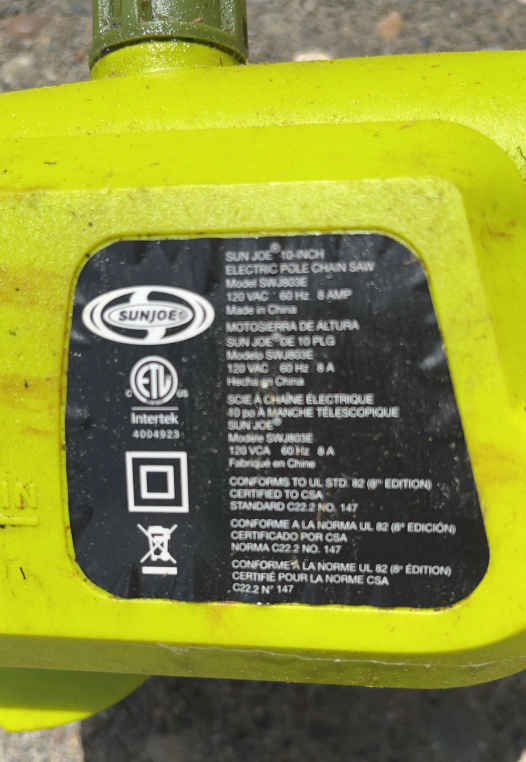 SUNJOE®
ETL
C US
Intertek
4004923
SUN JOE® 10-INCH
ELECTRIC POLE CHAIN SAW
Model SWJ803E
120 VAC 60 Hz 8 AMP
Made in China
MOTOSIERRA DE ALTURA
SUN JOE® DE 10 PLG
Modelo SWJ803E
120 VAC 60 Hz 8 A
Hecha en China
SCIE À CHAÎNE ÉLECTRIQUE
10 po À MANCHE TÉLESCOPIQUE
SUN JOE®
Modèle SWJ803E
120 VCA 60 Hz 8 A
Fabriqué en Chine
CONFORMS TO UL STD. 82 (8ᵗʰ EDITION)
CERTIFIED TO CSA
STANDARD C22.2 NO. 147
CONFORME A LA NORMA UL 82 (8ª EDICIÓN)
CERTIFICADO POR CSA
NORMA C22.2 NO. 147
CONFORME À LA NORME UL 82 (8ᵉ ÉDITION)
CERTIFIÉ POUR LA NORME CSA
C22.2 N° 147